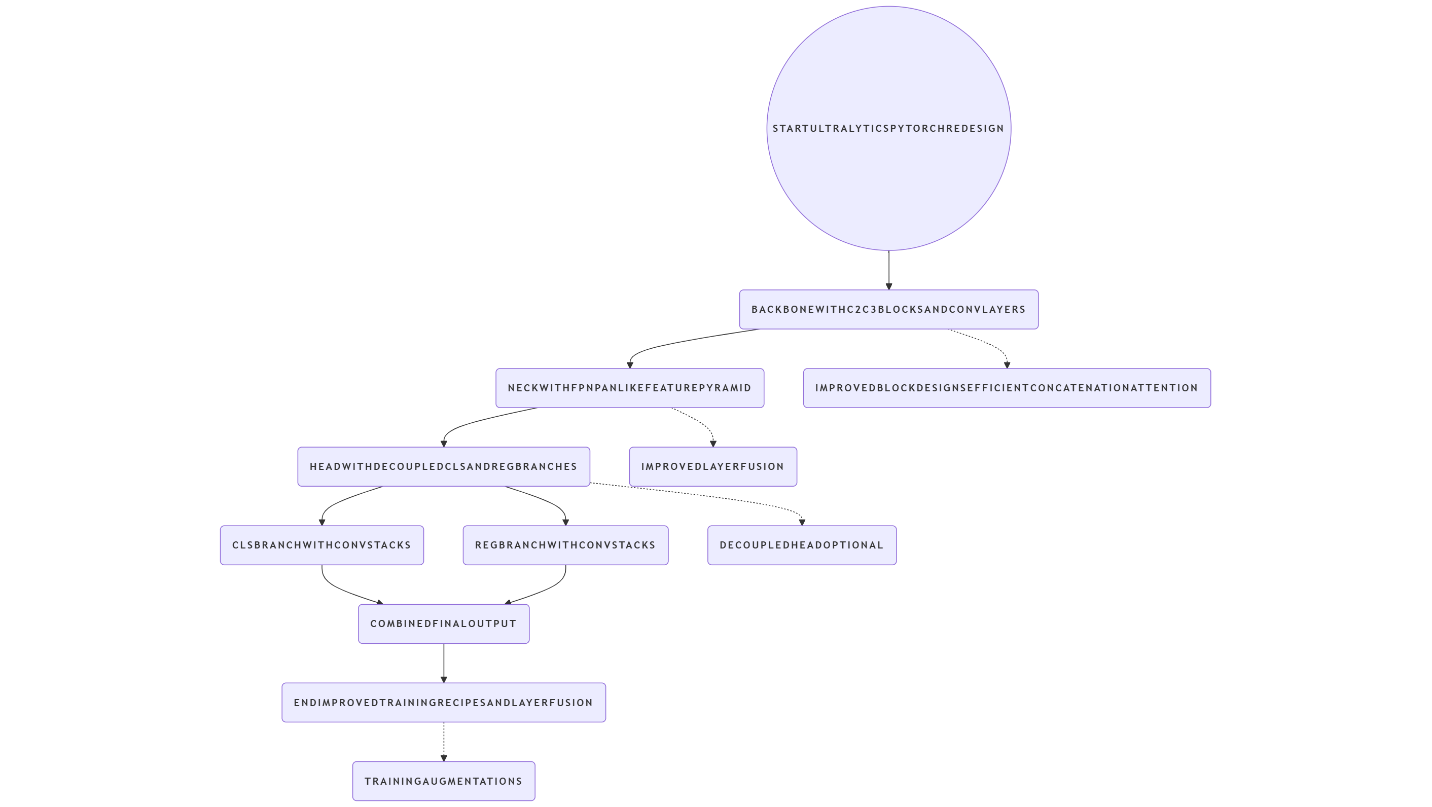 STARTULTRALYTICSPYTORCHREDESIGN
BACKBONEWITHC2C3BLOCKSANDCONVLAYERS
NECKWITHFPNPANLIKEFEATUREPYRAMID
IMPROVEDBLOCKDESIGNSEFFICIENTCONCATENATIONATTENTION
HEADWITHDECOUPLEDCLSANDREGBRANCHES
IMPROVEDLAYERFUSION
CLSBRANCHWITHCONVSTACKS
REGBRANCHWITHCONVSTACKS
DECOUPLEDHEADOPTIONAL
COMBINEDFINALOUTPUT
ENDIMPROVEDTRAININGRECIPESANDLAYERFUSION
TRAININGAUGMENTATIONS